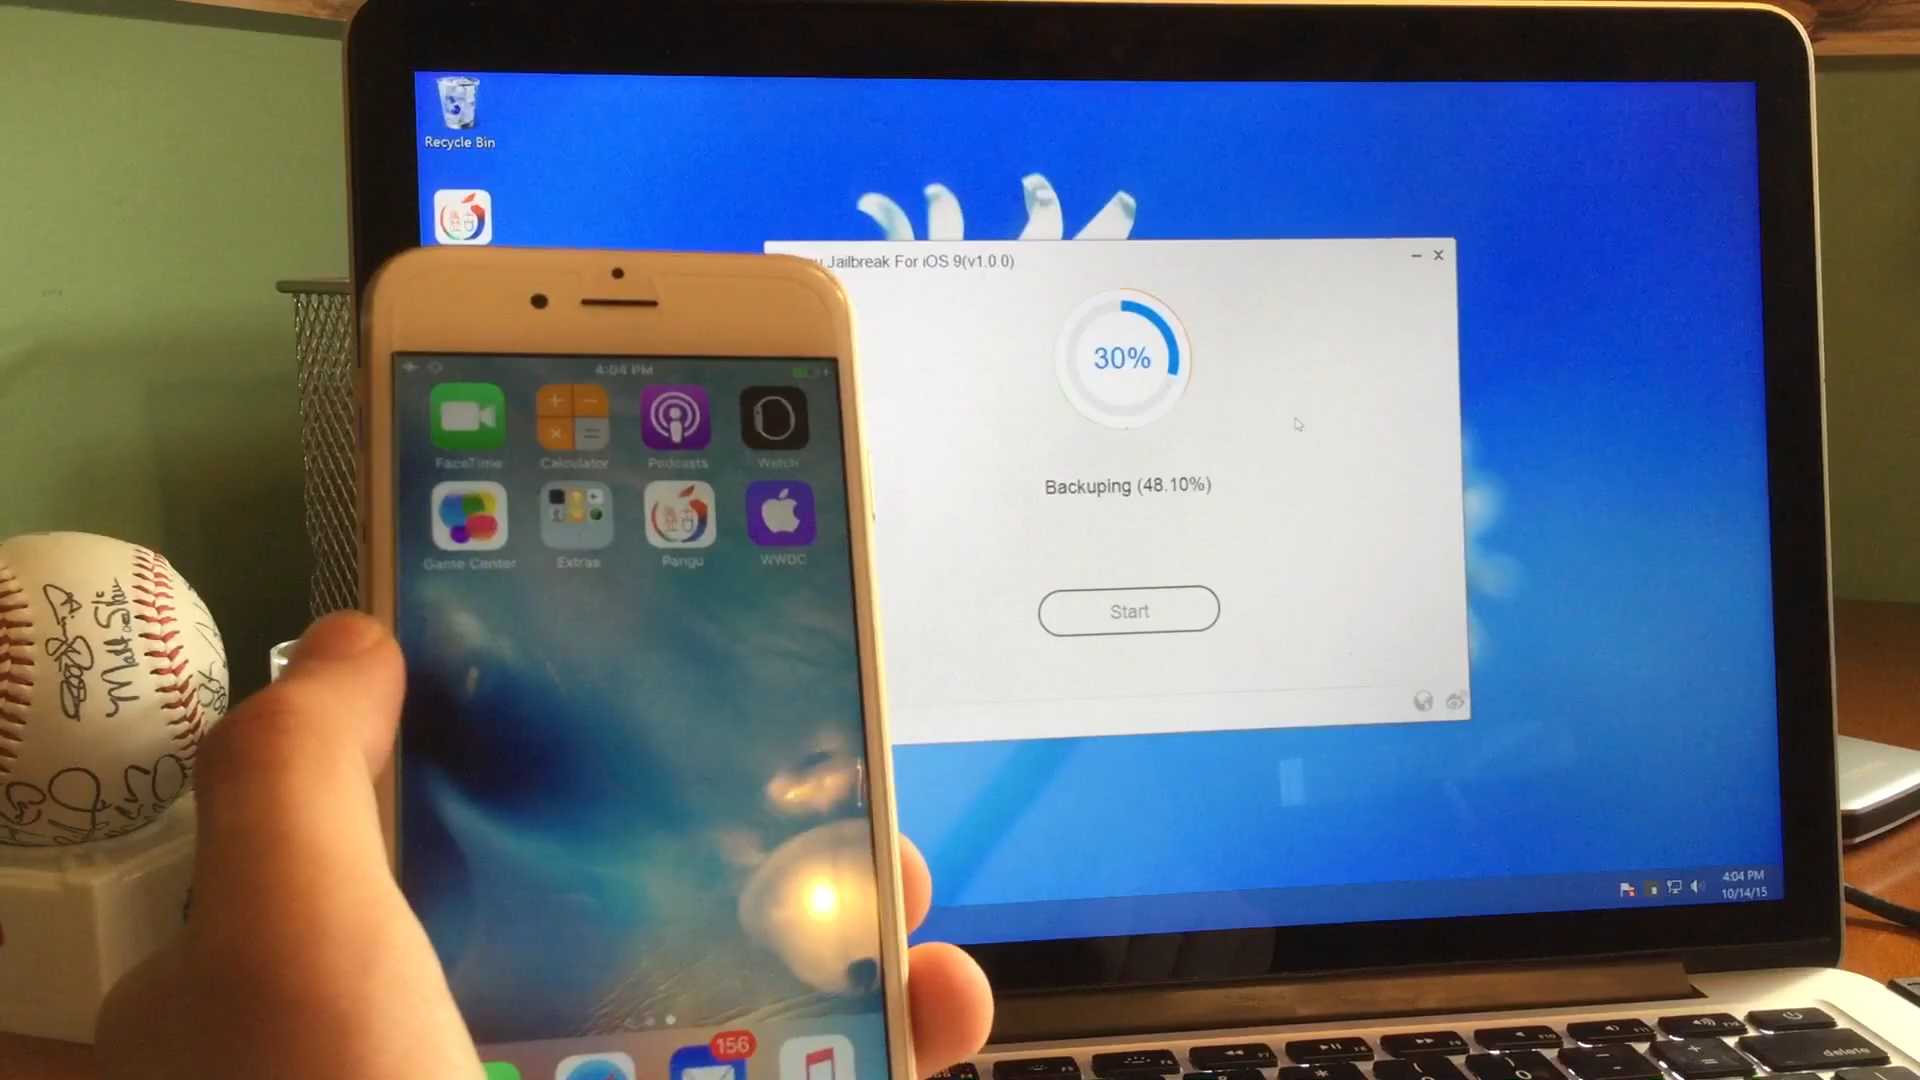 Recycle Bin
Jailbreak For iOS 9(v1.0.0)
30%
Backuping (48.10%)
Start
4:04 PM
10/14/15
4:04 PM
FaceTime
Calculator
Podcasts
Watch
Game Center
Extras
Pangu
WWDC
156
delete